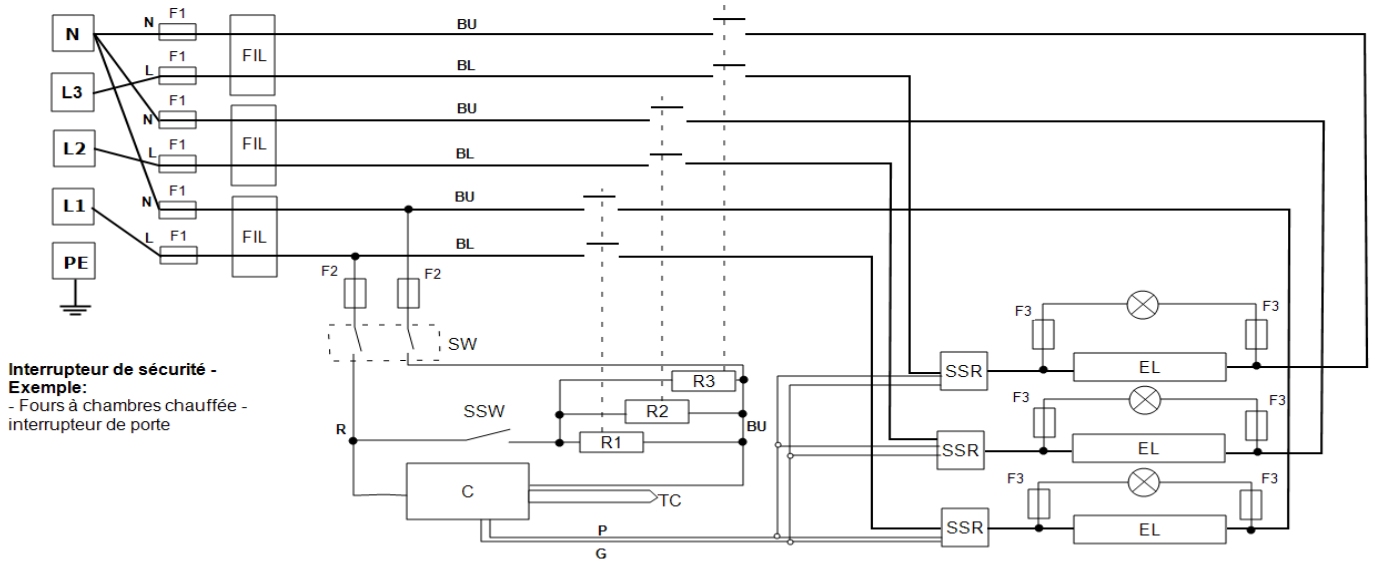 N F1
N
FIL
BU
L3
L
F1
BL
F1
N
FIL
BU
L2
L
F1
BL
F1
N
FIL
BU
L1
L
F1
BL
PE
F2
F2
SW
F3
F3
SSR
EL
Interrupteur de sécurité -
Exemple:
- Fours à chambres chauffée -
interrupteur de porte
R3
F3
F3
SSW
R2
R
BU
R1
SSR
EL
C
TC
F3
F3
P
G
SSR
EL